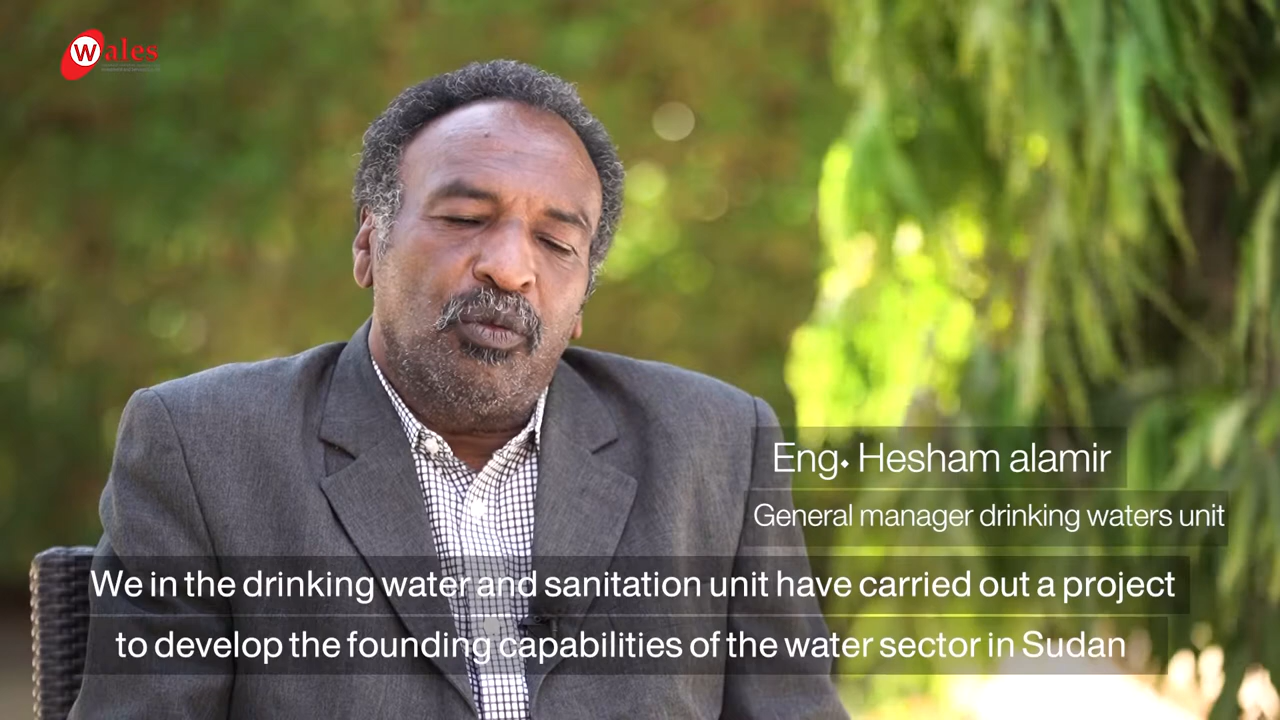 Wales
Eng. Hesham alamir
General manager drinking waters unit
We in the drinking water and sanitation unit have carried out a project
to develop the founding capabilities of the water sector in Sudan